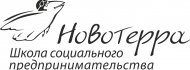 Новотерра
Школа социального
предпринимательства